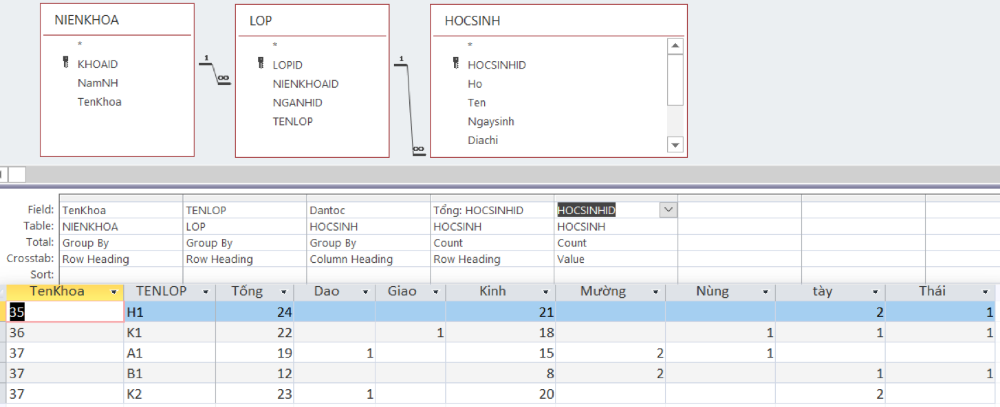 NIENKHOA
*
KHOAID
NamNH
TenKhoa
1
∞
LOP
*
LOPID
NIENKHOAID
NGANHID
TENLOP
1
∞
HOCSINH
*
HOCSINHID
Ho
Ten
Ngaysinh
Diachi
Field: TenKhoa TENLOP Dantoc Tổng: HOCSINHID HOCSINHID
Table: NIENKHOA LOP HOCSINH HOCSINH HOCSINH
Total: Group By Group By Group By Count Count
Crosstab: Row Heading Row Heading Column Heading Row Heading Value
Sort:
TenKhoa TENLOP Tổng Dao Giao Kinh Mường Nùng tày Thái
35 H1 24 21 2 1
36 K1 22 1 18 1 1 1
37 A1 19 1 15 2 1
37 B1 12 8 2 1 1
37 K2 23 1 20 2